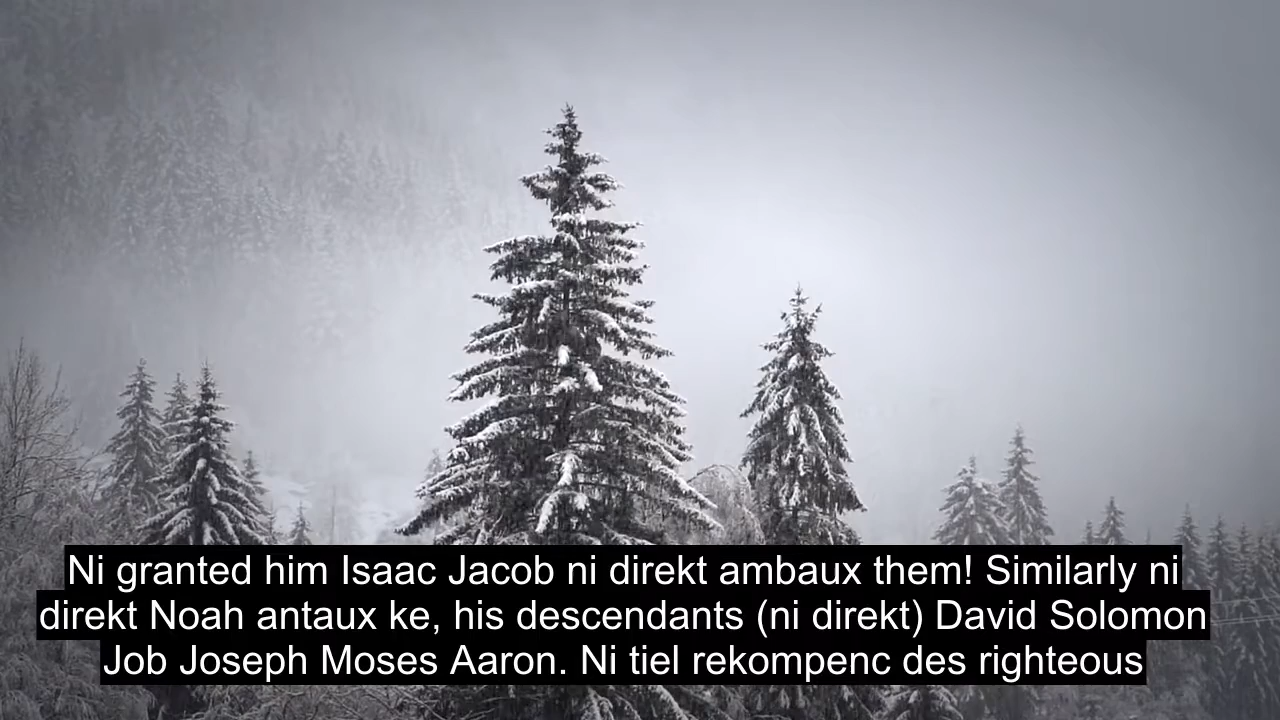 Ni granted him Isaac Jacob ni direkt ambaux them! Similarly ni
direkt Noah antaux ke, his descendants (ni direkt) David Solomon
Job Joseph Moses Aaron. Ni tiel rekompenc des righteous